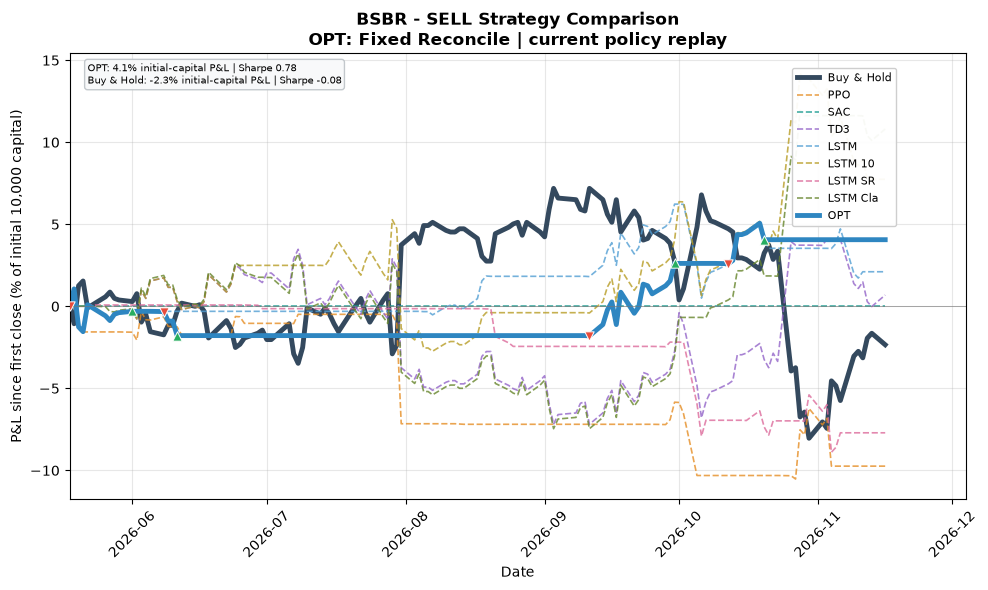 BSBR - SELL Strategy Comparison
OPT: Fixed Reconcile | current policy replay
OPT: 4.1% initial-capital P&L | Sharpe 0.78
Buy & Hold: -2.3% initial-capital P&L | Sharpe -0.08
Buy & Hold
PPO
SAC
TD3
LSTM
LSTM 10
LSTM SR
LSTM Cla
OPT
P&L since first close (% of initial 10,000 capital)
15
10
5
0
−5
−10
2026-06
2026-07
2026-08
2026-09
2026-10
2026-11
2026-12
Date